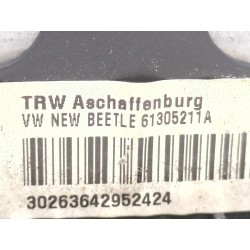 TRW Aschaffenburg
VW NEW BEETLE 61305211A
30263642952424